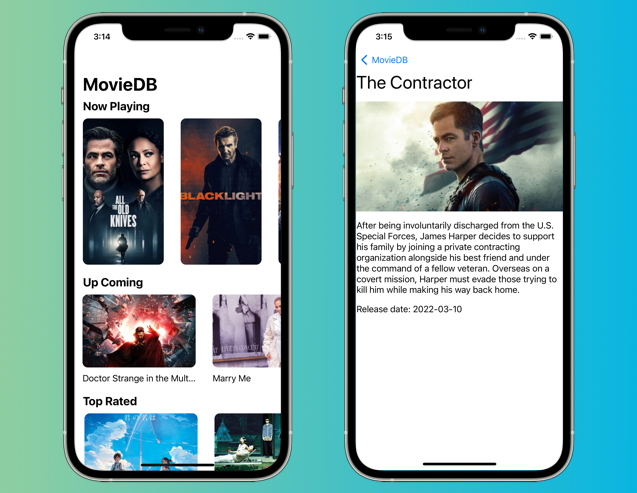 3:14
MovieDB
Now Playing
ALL
THE OLD
KNIVES
BLACKLIGHT
Up Coming
Doctor Strange in the Mult...
Marry Me
Top Rated
3:15
MovieDB
The Contractor
After being involuntarily discharged from the U.S.
Special Forces, James Harper decides to support
his family by joining a private contracting
organization alongside his best friend and under
the command of a fellow veteran. Overseas on a
covert mission, Harper must evade those trying to
kill him while making his way back home.
Release date: 2022-03-10